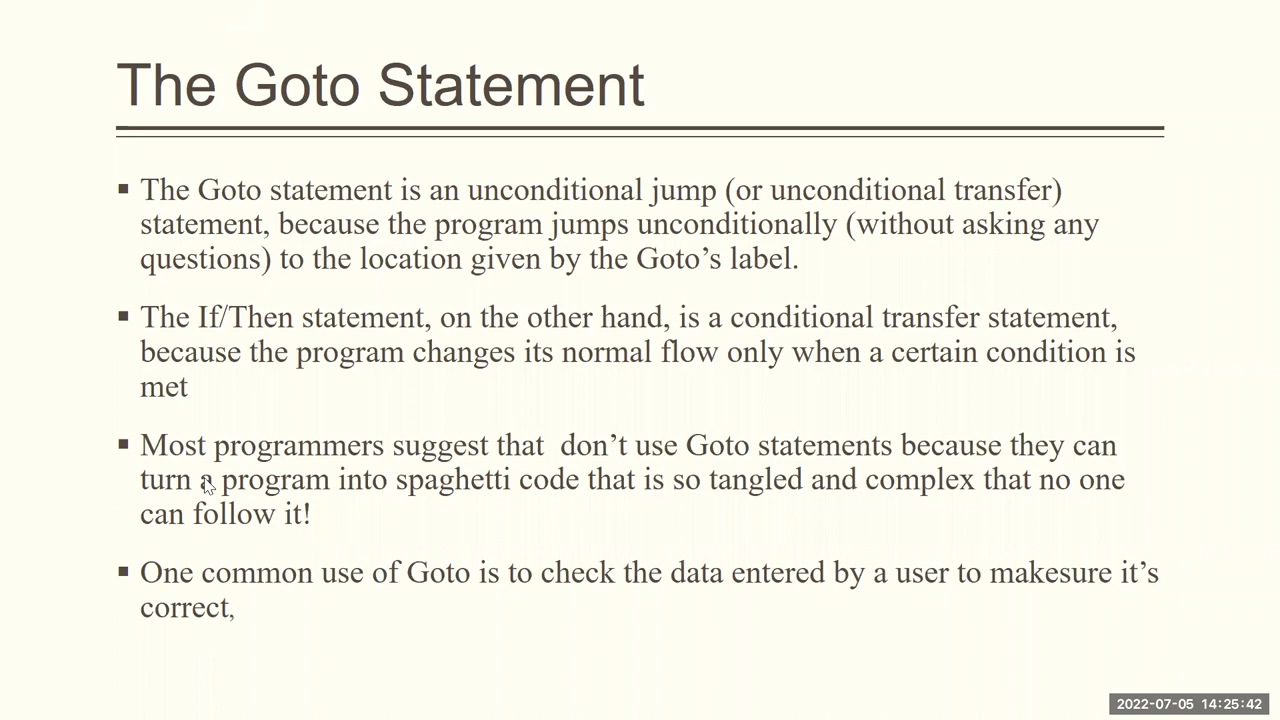 The Goto Statement
▪ The Goto statement is an unconditional jump (or unconditional transfer)
statement, because the program jumps unconditionally (without asking any
questions) to the location given by the Goto’s label.
▪ The If/Then statement, on the other hand, is a conditional transfer statement,
because the program changes its normal flow only when a certain condition is
met
▪ Most programmers suggest that  don’t use Goto statements because they can
turn a program into spaghetti code that is so tangled and complex that no one
can follow it!
▪ One common use of Goto is to check the data entered by a user to makesure it’s
correct,
2022-07-05 14:25:42